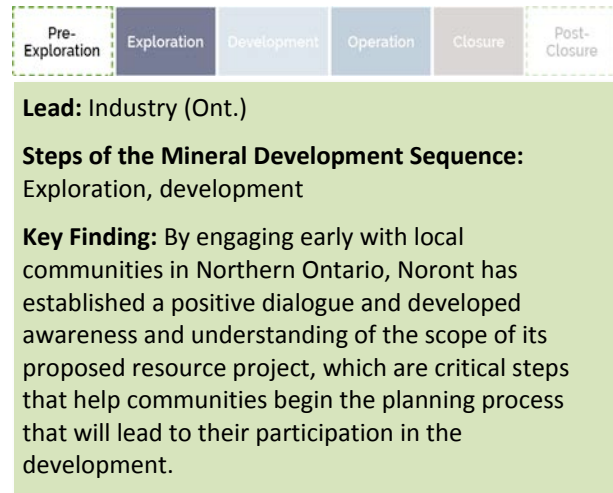 Pre-
Exploration
Exploration
Development
Operation
Closure
Post-
Closure
Lead: Industry (Ont.)
Steps of the Mineral Development Sequence:
Exploration, development
Key Finding: By engaging early with local
communities in Northern Ontario, Noront has
established a positive dialogue and developed
awareness and understanding of the scope of its
proposed resource project, which are critical steps
that help communities begin the planning process
that will lead to their participation in the
development.